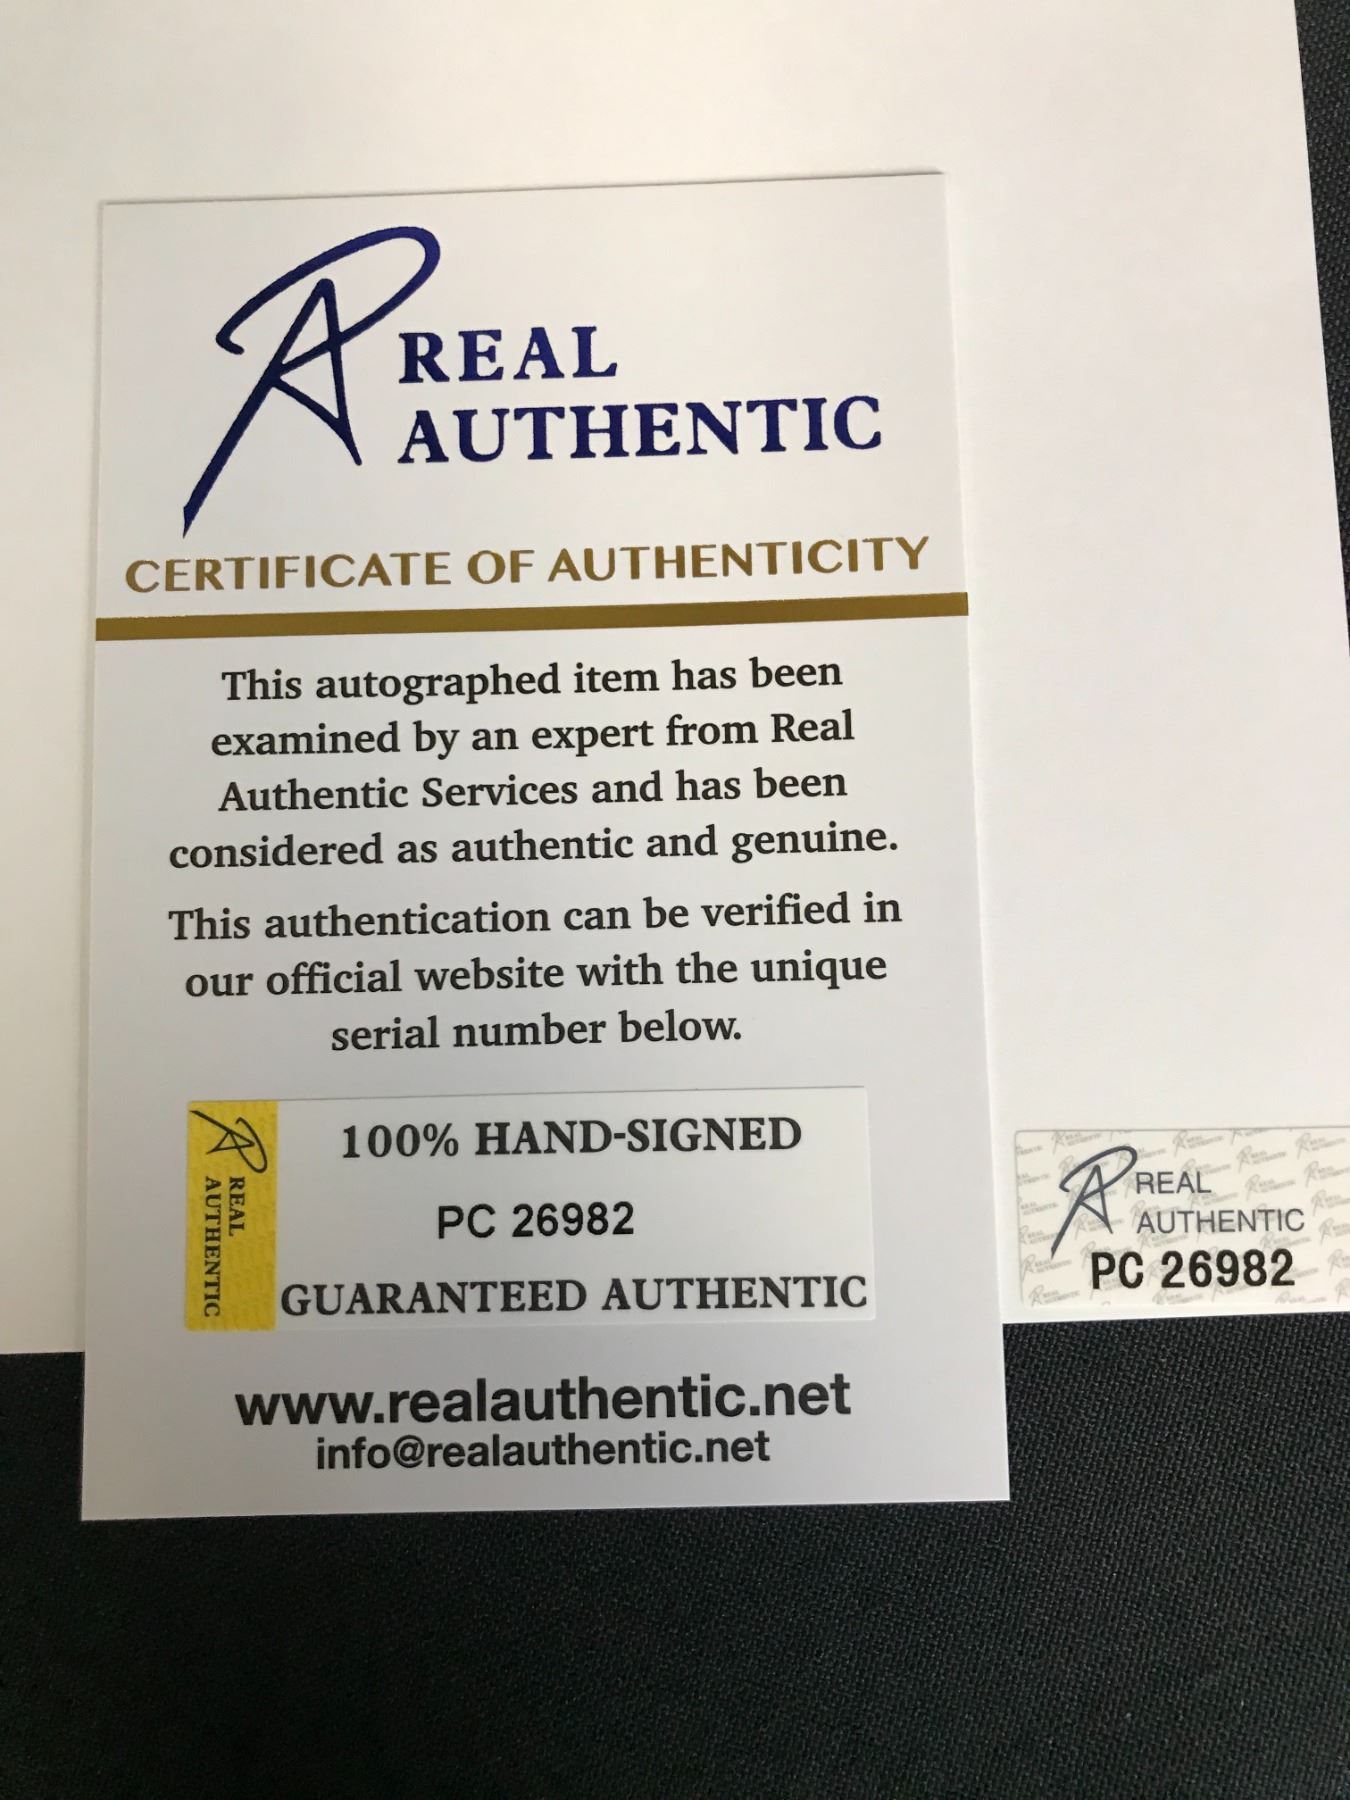 REAL
AUTHENTIC
CERTIFICATE OF AUTHENTICITY
This autographed item has been
examined by an expert from Real
Authentic Services and has been
considered as authentic and genuine.
This authentication can be verified in
our official website with the unique
serial number below.
REAL
AUTHENTIC
100% HAND-SIGNED
PC 26982
GUARANTEED AUTHENTIC
www.realauthentic.net
info@realauthentic.net
REAL
AUTHENTIC
PC 26982